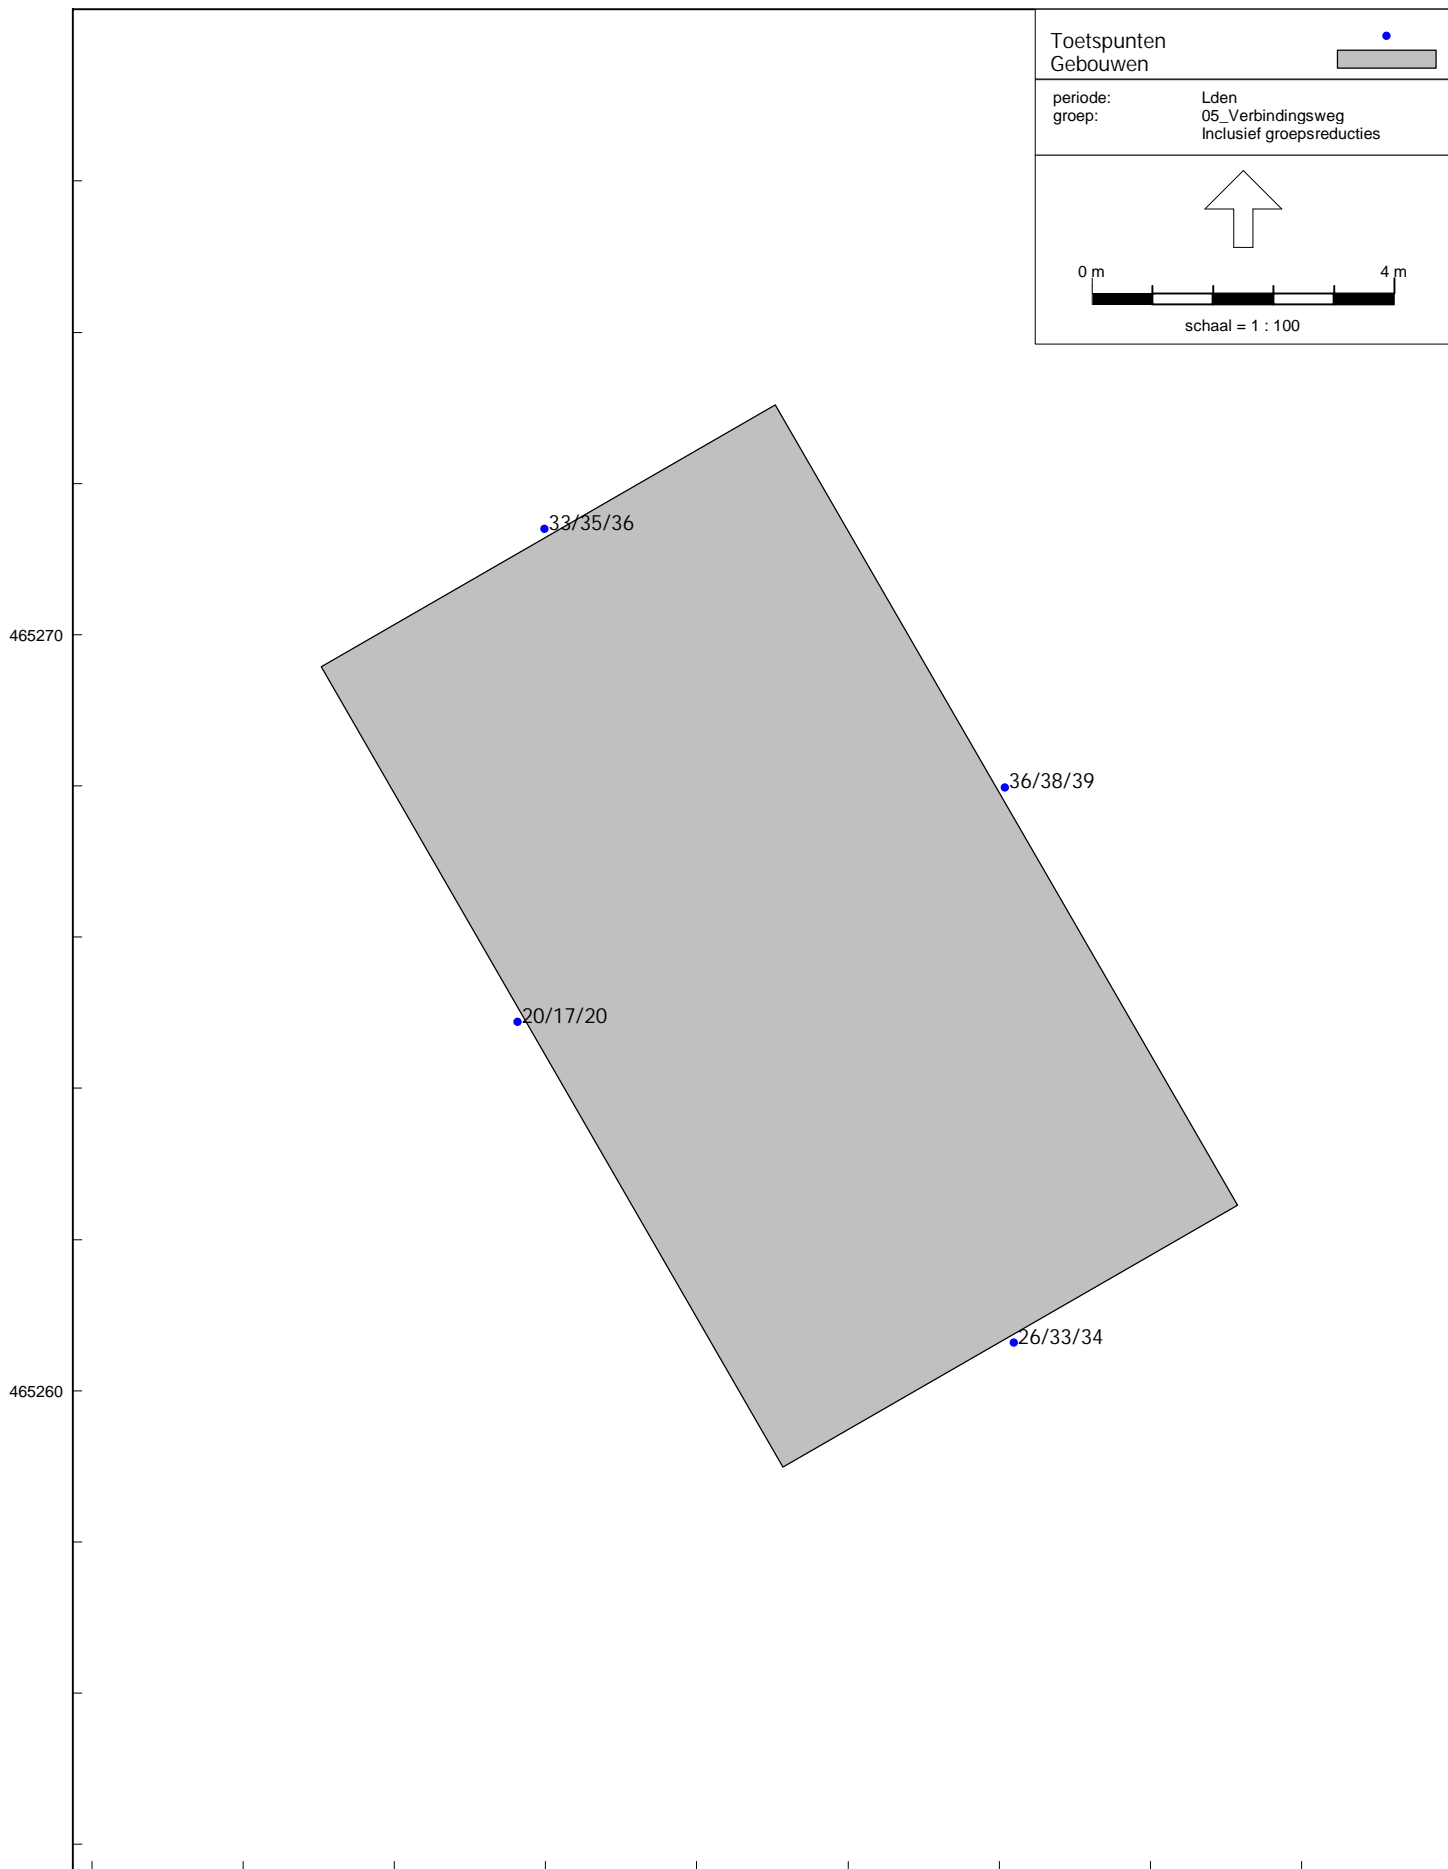 Toetspunten
Gebouwen
periode: Lden
groep: 05_Verbindingsweg
Inclusief groepsreducties
0 m 4 m
schaal = 1 : 100
33/35/36
465270
36/38/39
20/17/20
26/33/34
465260